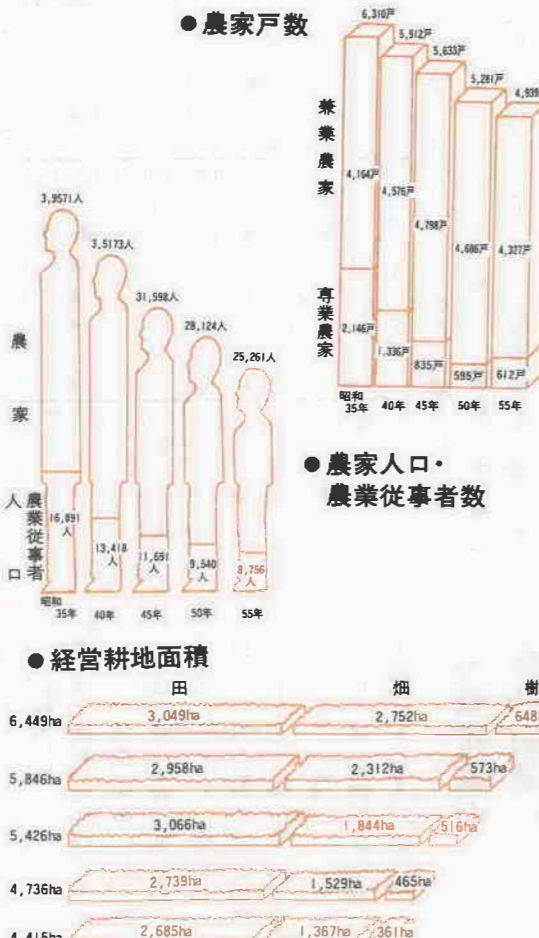 ●農家戸数
6,310戸
5,912戸
5,633戸
5,281戸
4,939
兼業農家
4,164戸
4,576戸
4,798戸
4,686戸
4,327戸
専業農家
2,146戸
1,336戸
835戸
595戸
612戸
昭和
35年 40年 45年 50年 55年
●農家人口・
農業従事者数
3,9571人
3,5173人
31,598人
28,124人
25,261人
農家人口
農業従事者
16,891人
13,418人
11,691人
9,540人
8,756人
昭和
35年 40年 45年 50年 55年
●経営耕地面積
田 畑 樹
6,449ha 3,049ha 2,752ha 648
5,846ha 2,958ha 2,312ha 573ha
5,426ha 3,066ha 1,844ha 516ha
4,736ha 2,739ha 1,529ha 465ha
4,415ha 2,685ha 1,367ha 361ha